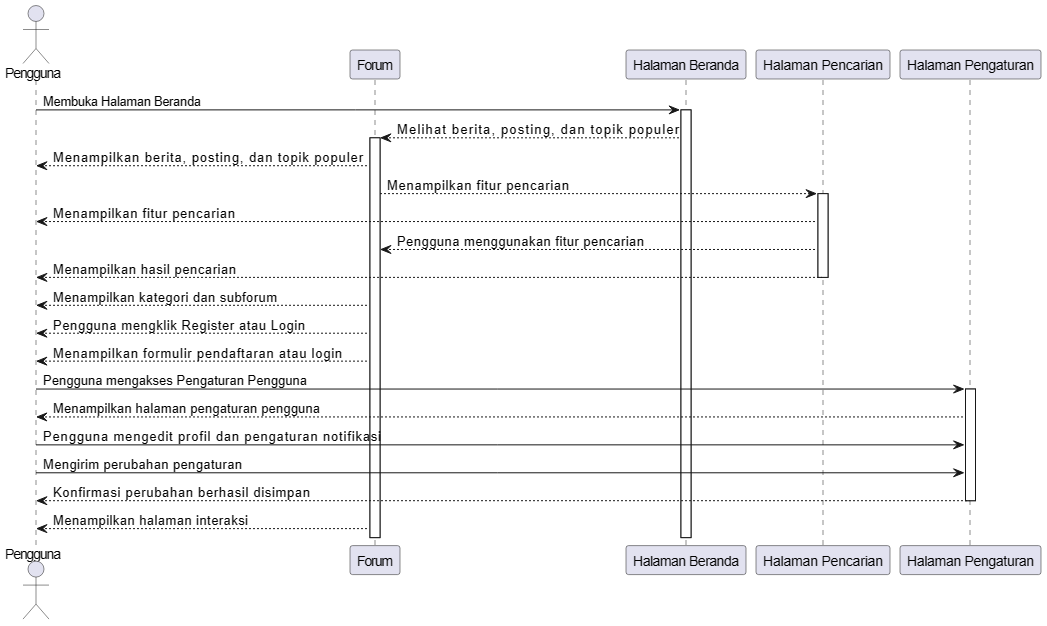 Pengguna
Forum
Halaman Beranda
Halaman Pencarian
Halaman Pengaturan
Membuka Halaman Beranda
Melihat berita, posting, dan topik populer
Menampilkan berita, posting, dan topik populer
Menampilkan fitur pencarian
Menampilkan fitur pencarian
Pengguna menggunakan fitur pencarian
Menampilkan hasil pencarian
Menampilkan kategori dan subforum
Pengguna mengklik Register atau Login
Menampilkan formulir pendaftaran atau login
Pengguna mengakses Pengaturan Pengguna
Menampilkan halaman pengaturan pengguna
Pengguna mengedit profil dan pengaturan notifikasi
Mengirim perubahan pengaturan
Konfirmasi perubahan berhasil disimpan
Menampilkan halaman interaksi
Pengguna
Forum
Halaman Beranda
Halaman Pencarian
Halaman Pengaturan